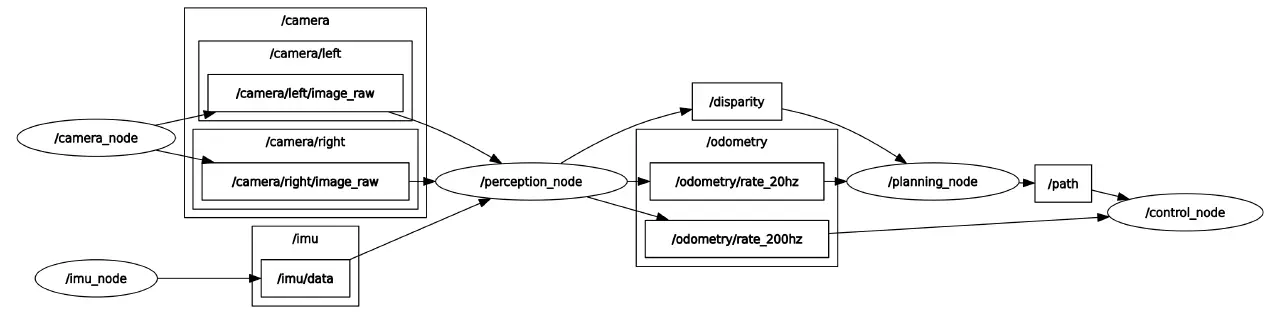 /camera
/camera/left
/camera/left/image_raw
/camera_node
/camera/right
/camera/right/image_raw
/imu
/imu_node
/imu/data
/perception_node
/disparity
/odometry
/odometry/rate_20hz
/odometry/rate_200hz
/planning_node
/path
/control_node